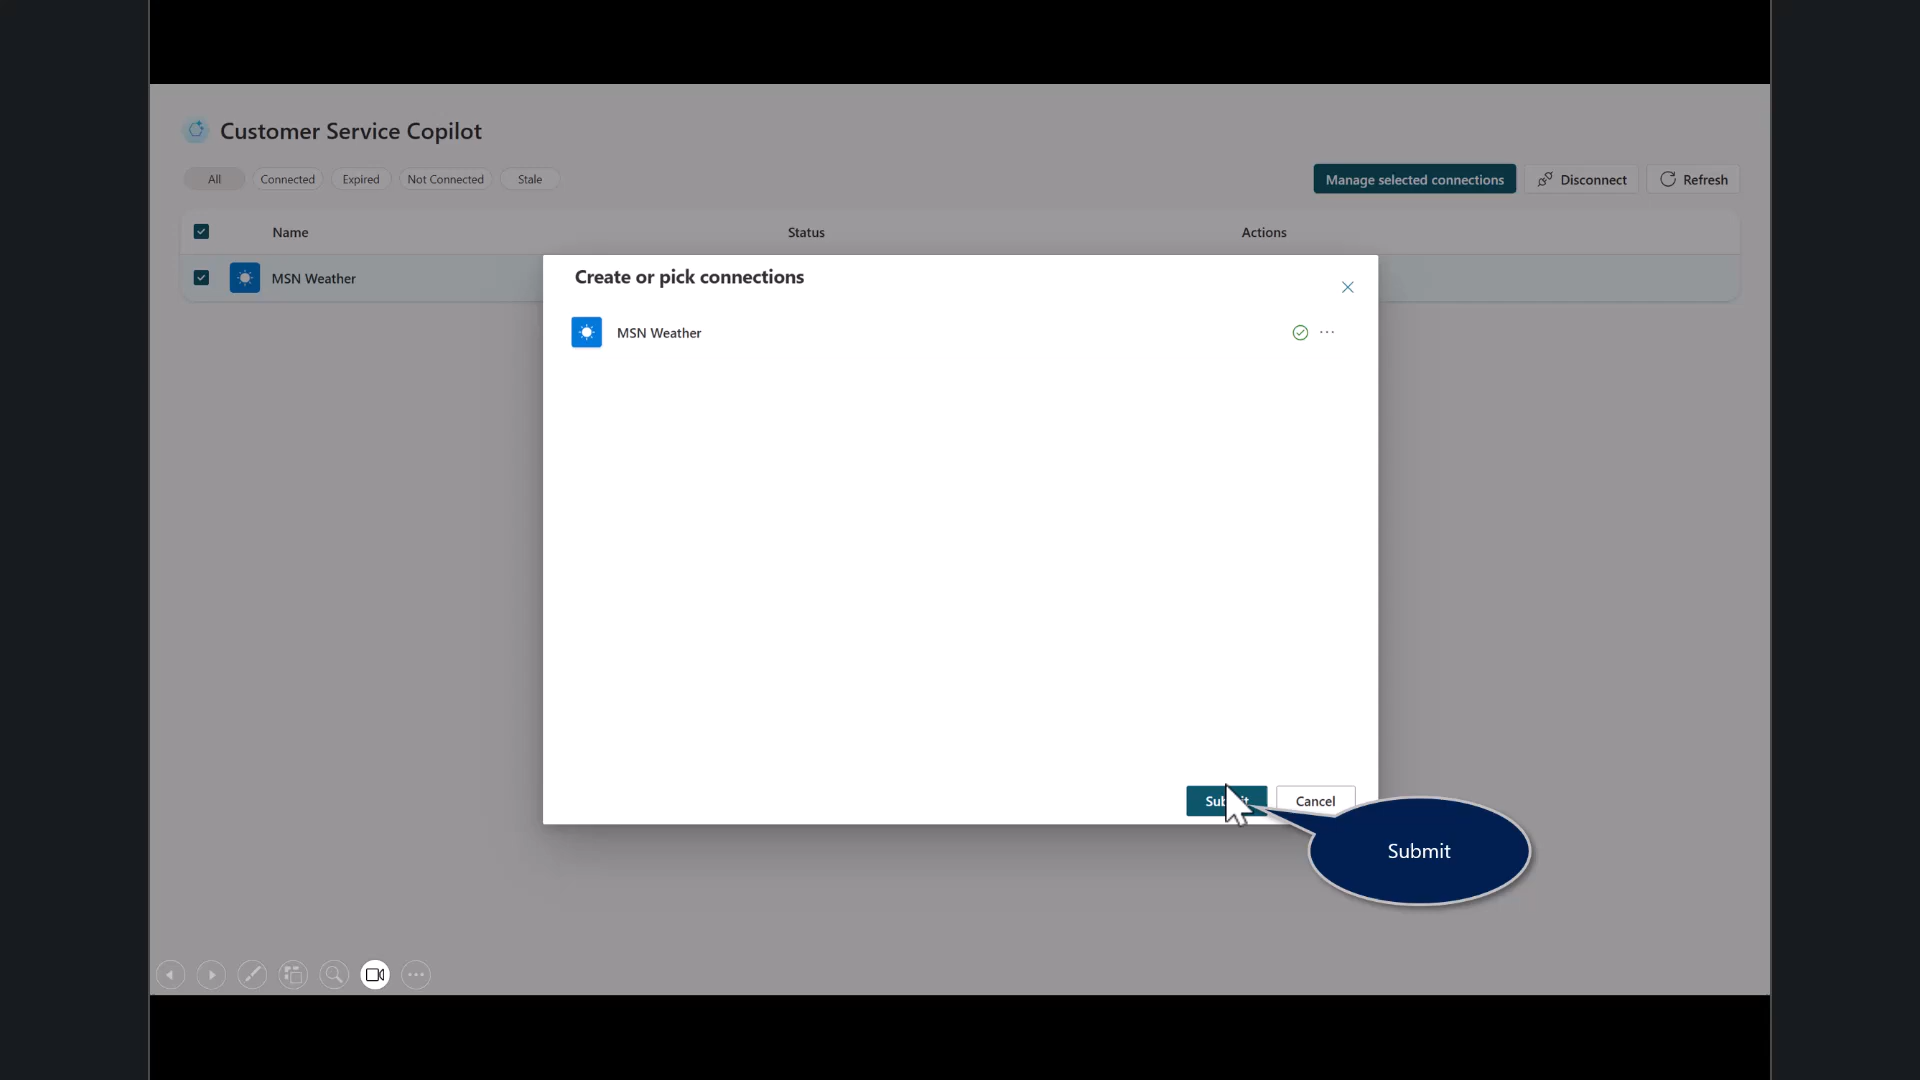 Customer Service Copilot
All
Connected
Expired
Not Connected
Stale
Manage selected connections
Disconnect
Refresh
Name
Status
Actions
MSN Weather
Create or pick connections
MSN Weather
Cancel
Submit